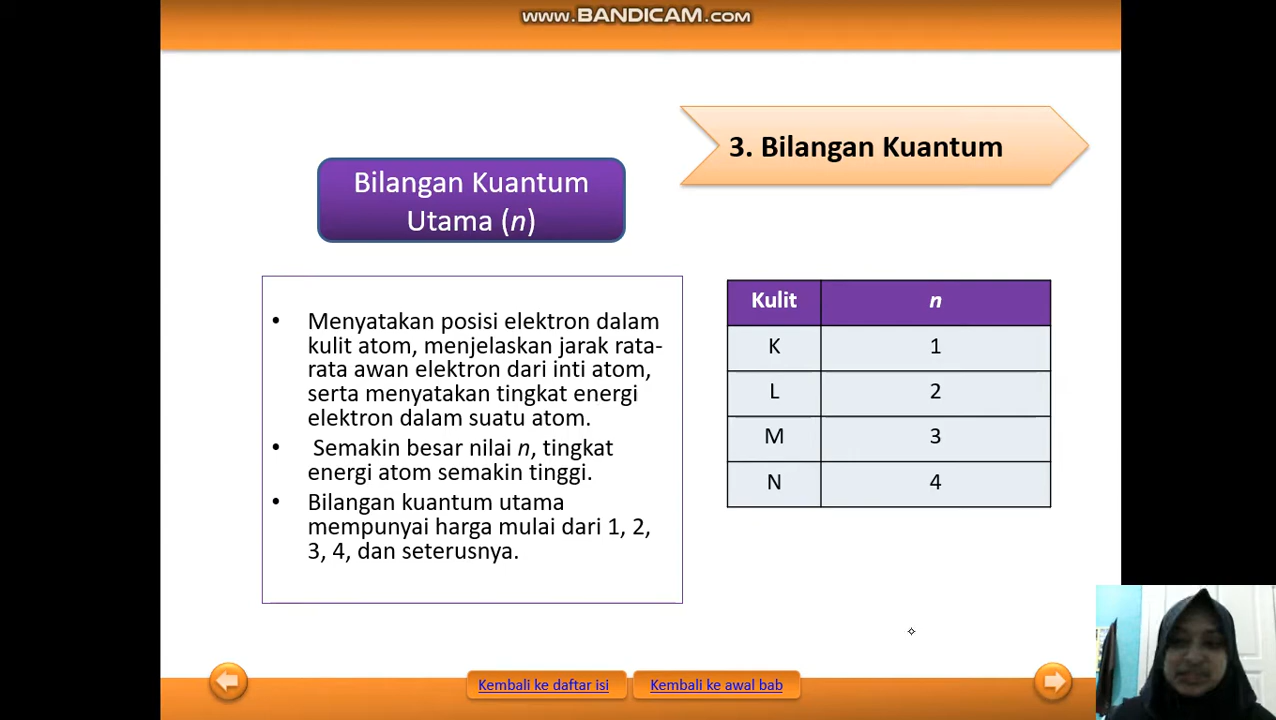 www.BANDICAM.com
3. Bilangan Kuantum
Bilangan Kuantum
Utama (n)
• Menyatakan posisi elektron dalam
kulit atom, menjelaskan jarak rata-
rata awan elektron dari inti atom,
serta menyatakan tingkat energi
elektron dalam suatu atom.
• Semakin besar nilai n, tingkat
energi atom semakin tinggi.
• Bilangan kuantum utama
mempunyai harga mulai dari 1, 2,
3, 4, dan seterusnya.
Kulit n
K 1
L 2
M 3
N 4
Kembali ke daftar isi
Kembali ke awal bab